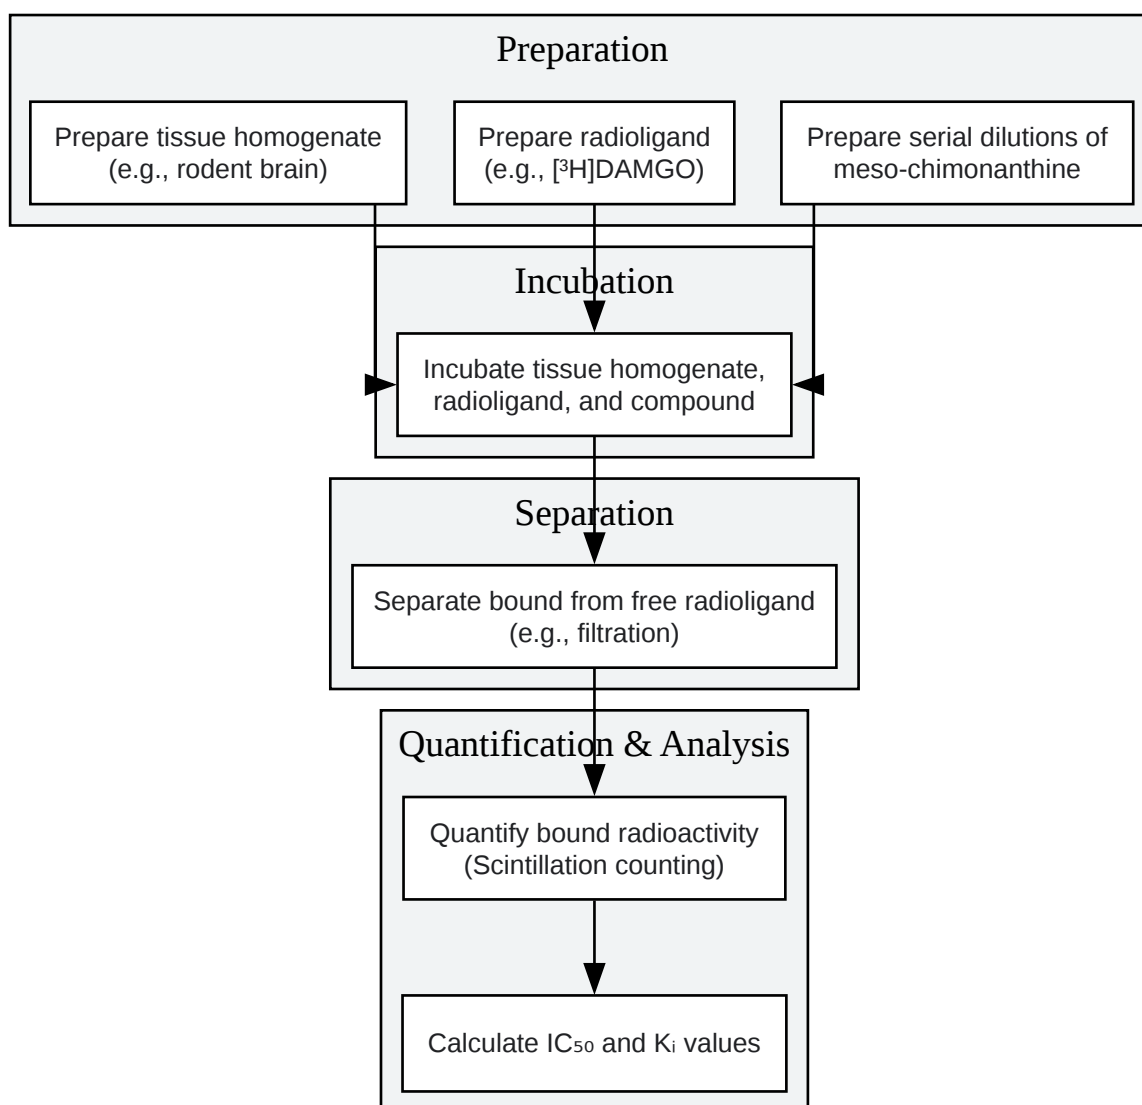 Preparation
Prepare tissue homogenate
(e.g., rodent brain)
Prepare radioligand
(e.g., [³H]DAMGO)
Prepare serial dilutions of
meso-chimonanthine
Incubation
Incubate tissue homogenate,
radioligand, and compound
Separation
Separate bound from free radioligand
(e.g., filtration)
Quantification & Analysis
Quantify bound radioactivity
(Scintillation counting)
Calculate IC₅₀ and Kᵢ values